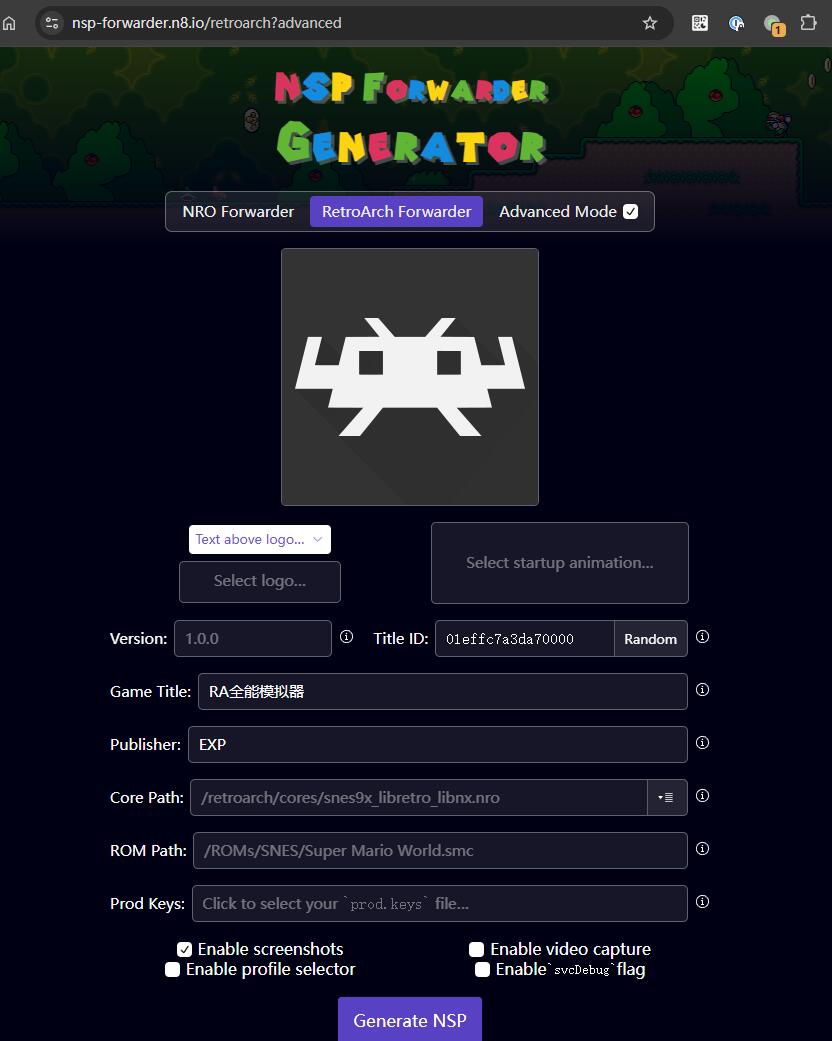 nsp-forwarder.n8.io/retroarch?advanced
1
NSP Forwarder
Generator
NRO Forwarder RetroArch Forwarder Advanced Mode
Text above logo...
Select logo...
Select startup animation...
Version: 1.0.0 Title ID: 01effc7a3da70000 Random
Game Title: RA全能模拟器
Publisher: EXP
Core Path: /retroarch/cores/snes9x_libretro_libnx.nro
ROM Path: /ROMs/SNES/Super Mario World.smc
Prod Keys: Click to select your `prod.keys` file...
Enable screenshots Enable video capture
Enable profile selector Enable`svcDebug`flag
Generate NSP